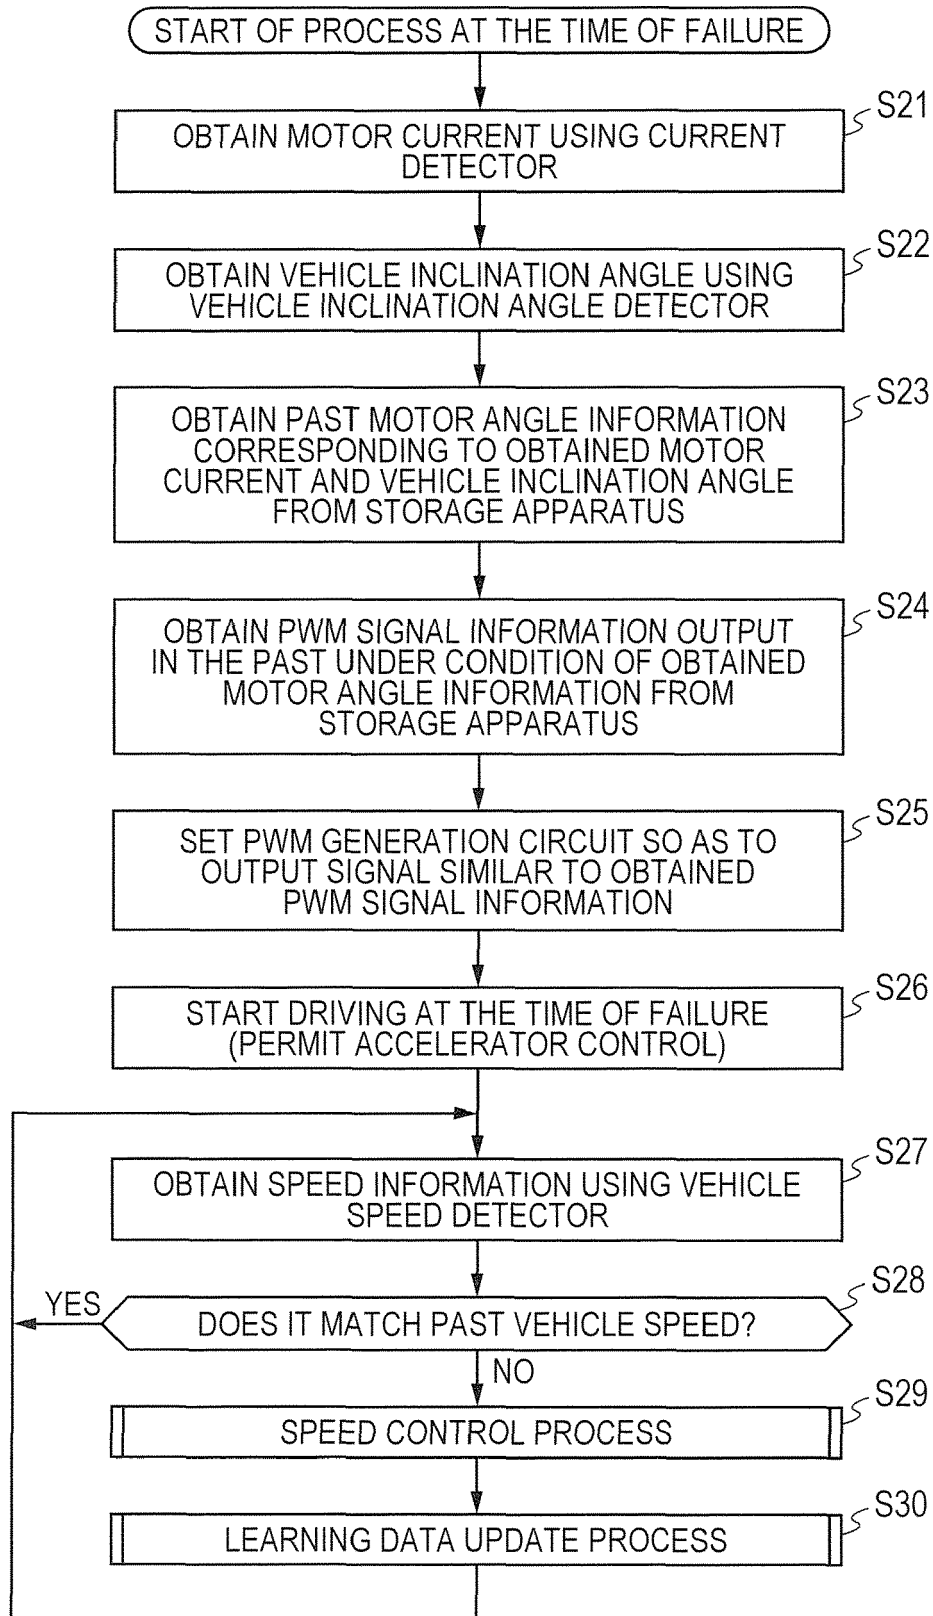 START OF PROCESS AT THE TIME OF FAILURE
S21
OBTAIN MOTOR CURRENT USING CURRENT
DETECTOR
S22
OBTAIN VEHICLE INCLINATION ANGLE USING
VEHICLE INCLINATION ANGLE DETECTOR
S23
OBTAIN PAST MOTOR ANGLE INFORMATION
CORRESPONDING TO OBTAINED MOTOR
CURRENT AND VEHICLE INCLINATION ANGLE
FROM STORAGE APPARATUS
S24
OBTAIN PWM SIGNAL INFORMATION OUTPUT
IN THE PAST UNDER CONDITION OF OBTAINED
MOTOR ANGLE INFORMATION FROM
STORAGE APPARATUS
S25
SET PWM GENERATION CIRCUIT SO AS TO
OUTPUT SIGNAL SIMILAR TO OBTAINED
PWM SIGNAL INFORMATION
S26
START DRIVING AT THE TIME OF FAILURE
(PERMIT ACCELERATOR CONTROL)
S27
OBTAIN SPEED INFORMATION USING VEHICLE
SPEED DETECTOR
S28
YES
DOES IT MATCH PAST VEHICLE SPEED?
NO
S29
SPEED CONTROL PROCESS
S30
LEARNING DATA UPDATE PROCESS